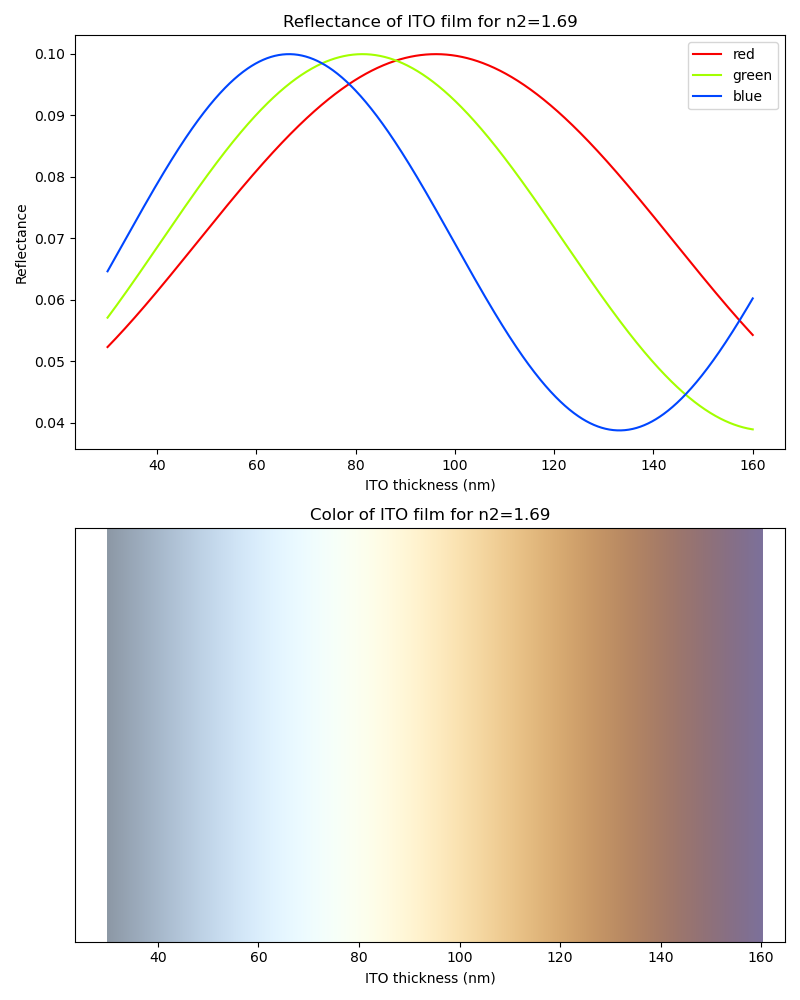 Reflectance of ITO film for n2=1.69
0.10
0.09
0.08
0.07
0.06
0.05
0.04
Reflectance
red
green
blue
40 60 80 100 120 140 160
ITO thickness (nm)
Color of ITO film for n2=1.69
40 60 80 100 120 140 160
ITO thickness (nm)